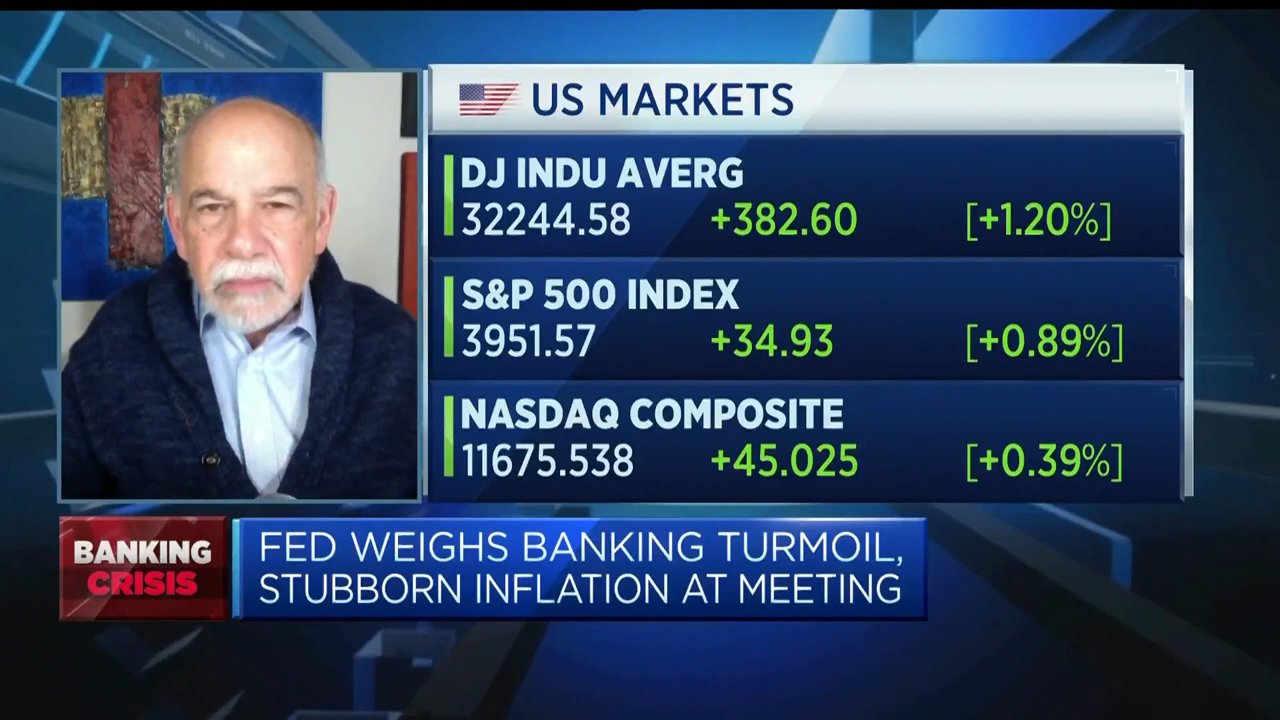 US MARKETS
DJ INDU AVERG
32244.58 +382.60 [+1.20%]
S&P 500 INDEX
3951.57 +34.93 [+0.89%]
NASDAQ COMPOSITE
11675.538 +45.025 [+0.39%]
BANKING
CRISIS
FED WEIGHS BANKING TURMOIL,
STUBBORN INFLATION AT MEETING